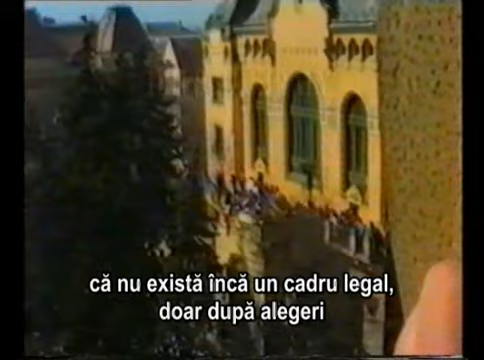 că nu există încă un cadru legal,
doar după alegeri